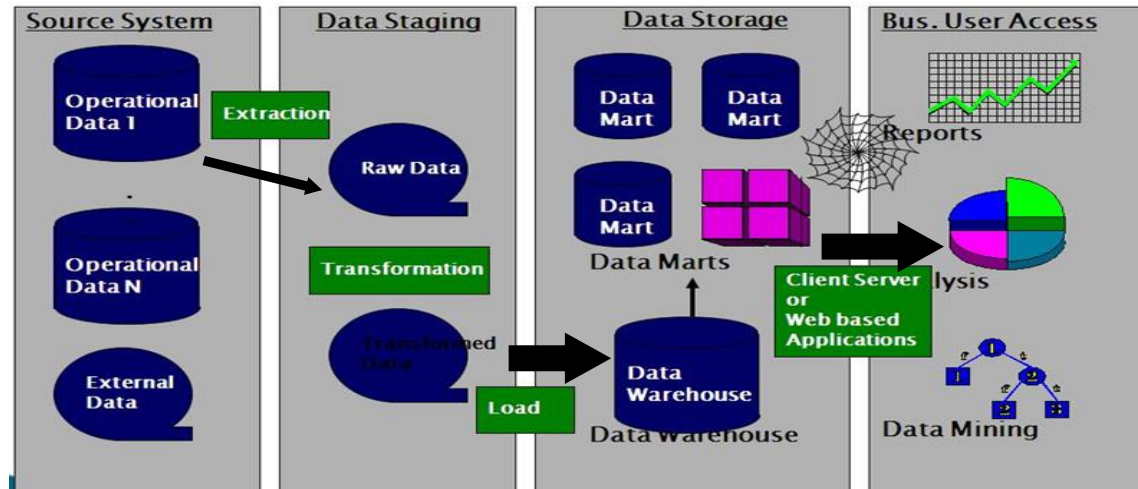 Source System
Operational
Data 1
Operational
Data N
External
Data
Data Staging
Extraction
Raw Data
Transformation
Transformed
Data
Load
Data Storage
Data
Mart
Data
Mart
Data
Mart
Data Marts
Data
Warehouse
Data Warehouse
Client Server
or
Web based
Applications
Bus. User Access
Reports
alysis
1
1
2
2
3
Data Mining